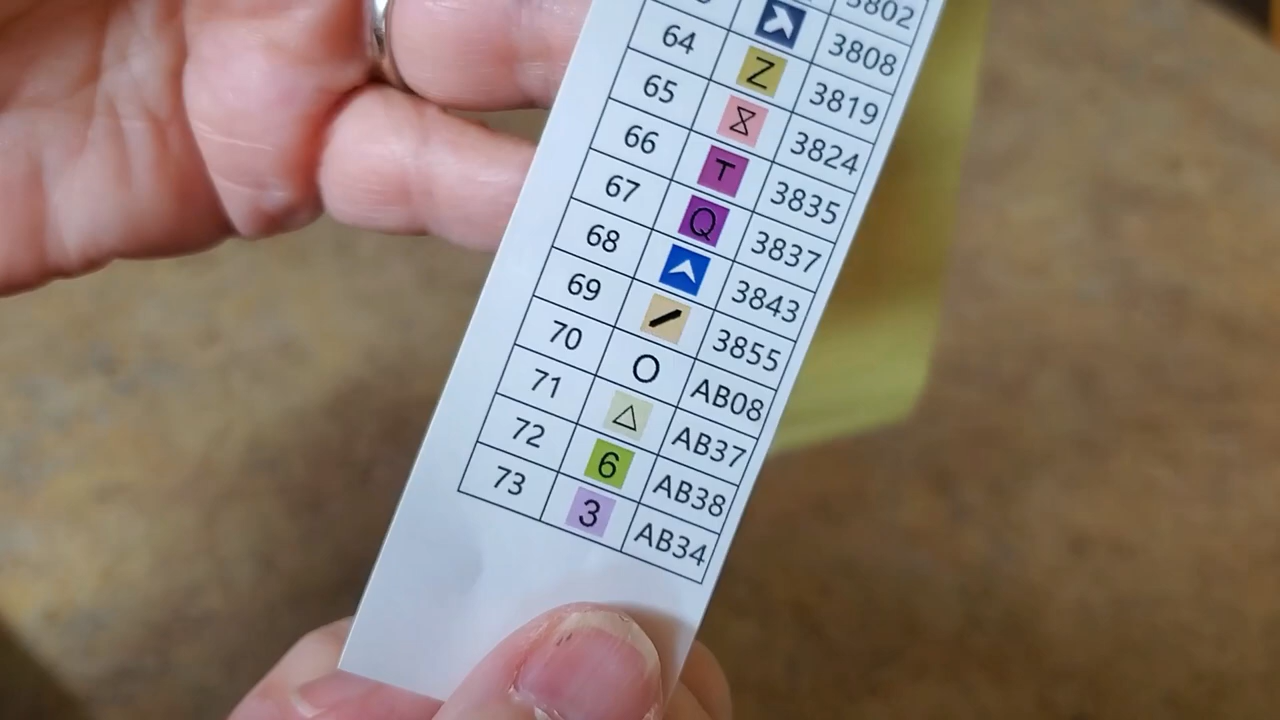 3802
3808
64 Z 3819
65 ⧖ 3824
66 T 3835
67 Q 3837
68 3843
69 / 3855
70 O AB08
71 △ AB37
72 6 AB38
73 3 AB34